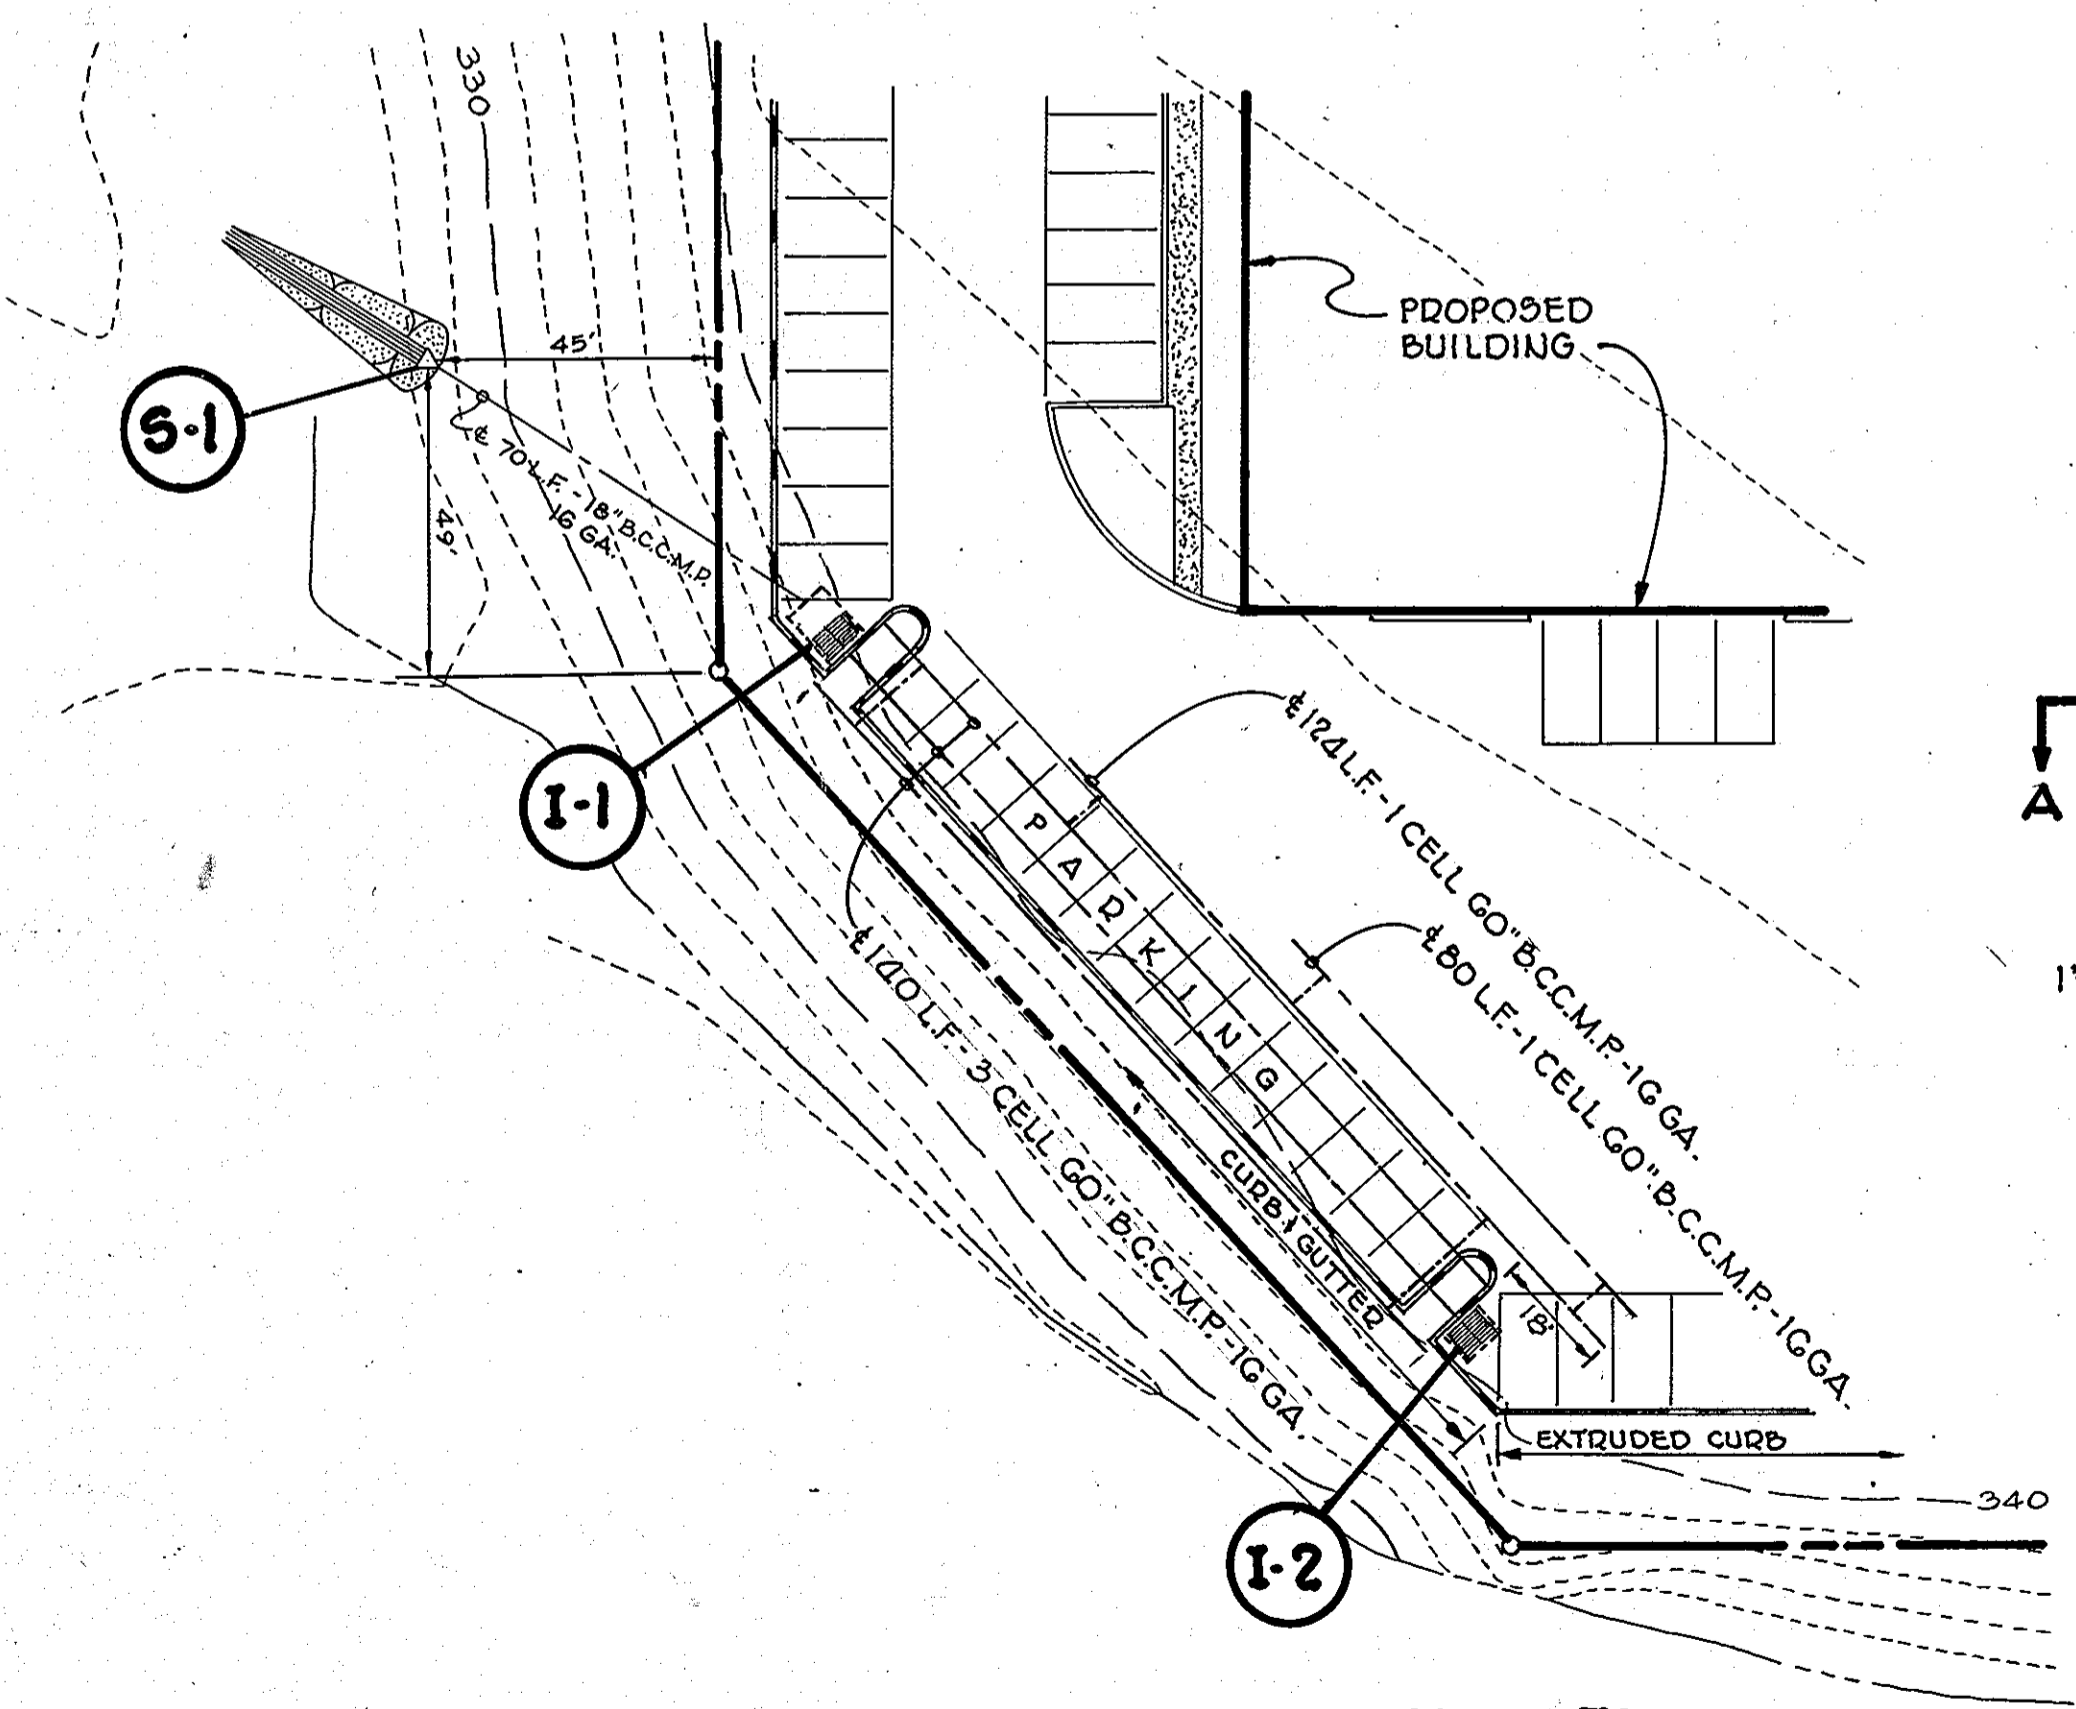 330
PROPOSED
BUILDING
45'
S-1
℄ 70 L.F. - 18" B.C.C.M.P.
16 GA.
49'
A
I-1
℄ 124 L.F. - 1 CELL 60" B.C.C.M.P. - 16 GA.
℄ 80 L.F. - 1 CELL 60" B.C.C.M.P. - 16 GA.
PARKING
℄ 140 L.F. - 3 CELL 60" B.C.C.M.P. - 16 GA.
CURB & GUTTER
18'
EXTRUDED CURB
340
I-2